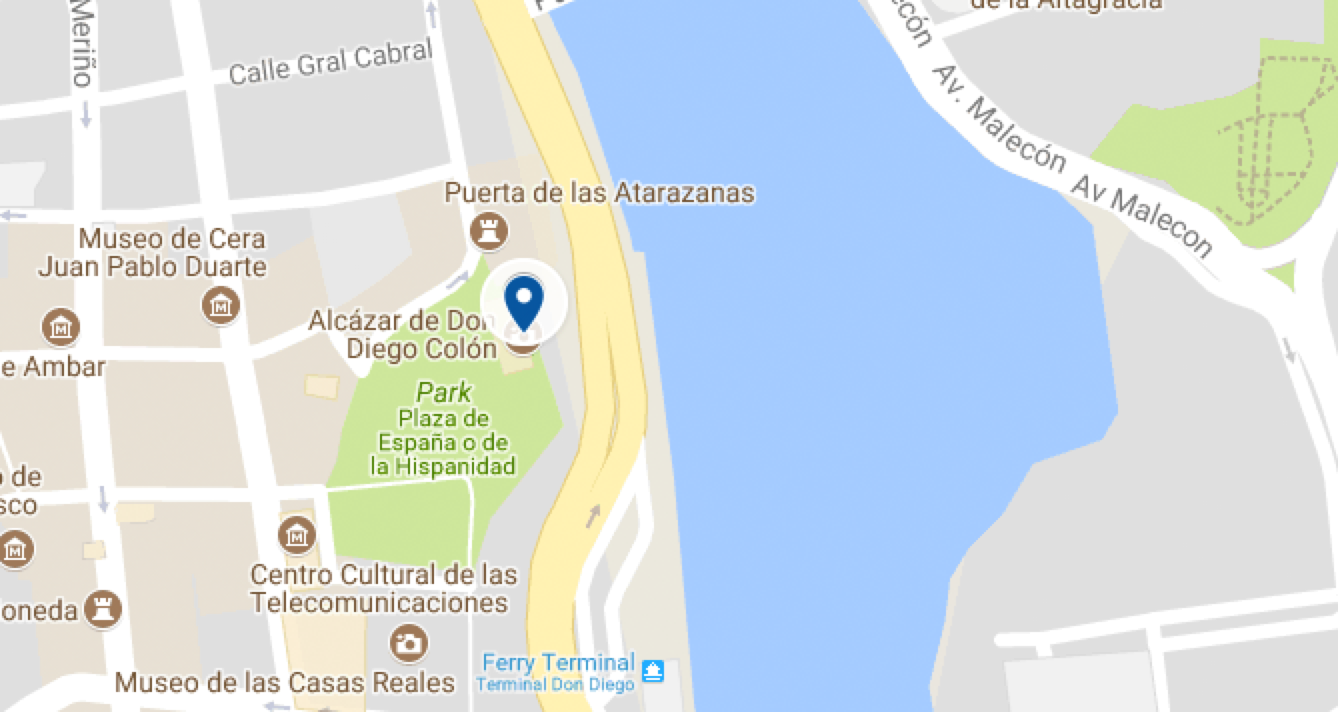 de la Altagracia
Meriño
Calle Gral Cabral
Av. Malecón
Puerta de las Atarazanas
Av Malecon
Museo de Cera
Juan Pablo Duarte
Alcázar de Don
Diego Colón
e Ambar
Park
Plaza de
España o de
la Hispanidad
o de
sco
Centro Cultural de las
Telecomunicaciones
oneda
Ferry Terminal
Terminal Don Diego
Museo de las Casas Reales